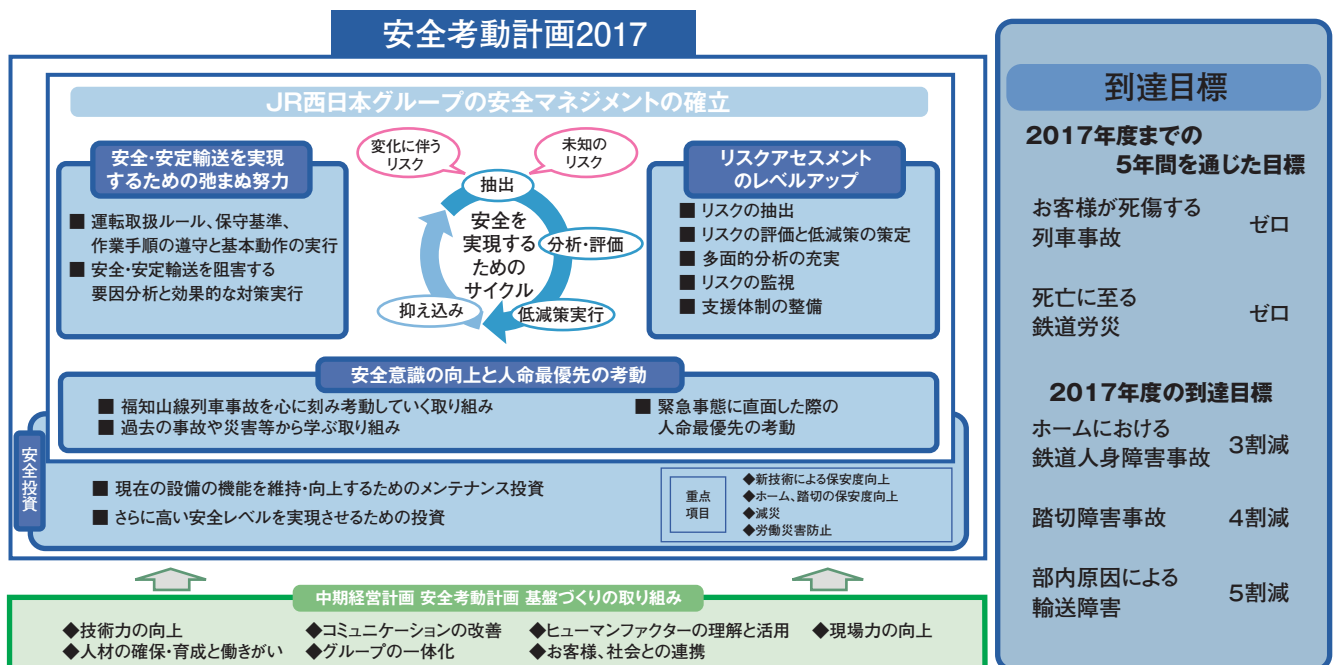 安全考動計画2017
JR西日本グループの安全マネジメントの確立
安全・安定輸送を実現
するための弛まぬ努力
■ 運転取扱ルール、保守基準、
作業手順の遵守と基本動作の実行
■ 安全・安定輸送を阻害する
要因分析と効果的な対策実行
変化に伴う
リスク
未知の
リスク
抽出
分析・評価
低減策実行
抑え込み
安全を
実現する
ための
サイクル
リスクアセスメント
のレベルアップ
■ リスクの抽出
■ リスクの評価と低減策の策定
■ 多面的分析の充実
■ リスクの監視
■ 支援体制の整備
安全意識の向上と人命最優先の考動
■ 福知山線列車事故を心に刻み考動していく取り組み
■ 過去の事故や災害等から学ぶ取り組み
■ 緊急事態に直面した際の
人命最優先の考動
安全投資
■ 現在の設備の機能を維持・向上するためのメンテナンス投資
■ さらに高い安全レベルを実現させるための投資
重点
項目
◆新技術による保安度向上
◆ホーム、踏切の保安度向上
◆減災
◆労働災害防止
中期経営計画 安全考動計画 基盤づくりの取り組み
◆技術力の向上 ◆コミュニケーションの改善 ◆ヒューマンファクターの理解と活用 ◆現場力の向上
◆人材の確保・育成と働きがい ◆グループの一体化 ◆お客様、社会との連携
到達目標
2017年度までの
5年間を通じた目標
お客様が死傷する
列車事故 ゼロ
死亡に至る
鉄道労災 ゼロ
2017年度の到達目標
ホームにおける
鉄道人身障害事故 3割減
踏切障害事故 4割減
部内原因による
輸送障害 5割減